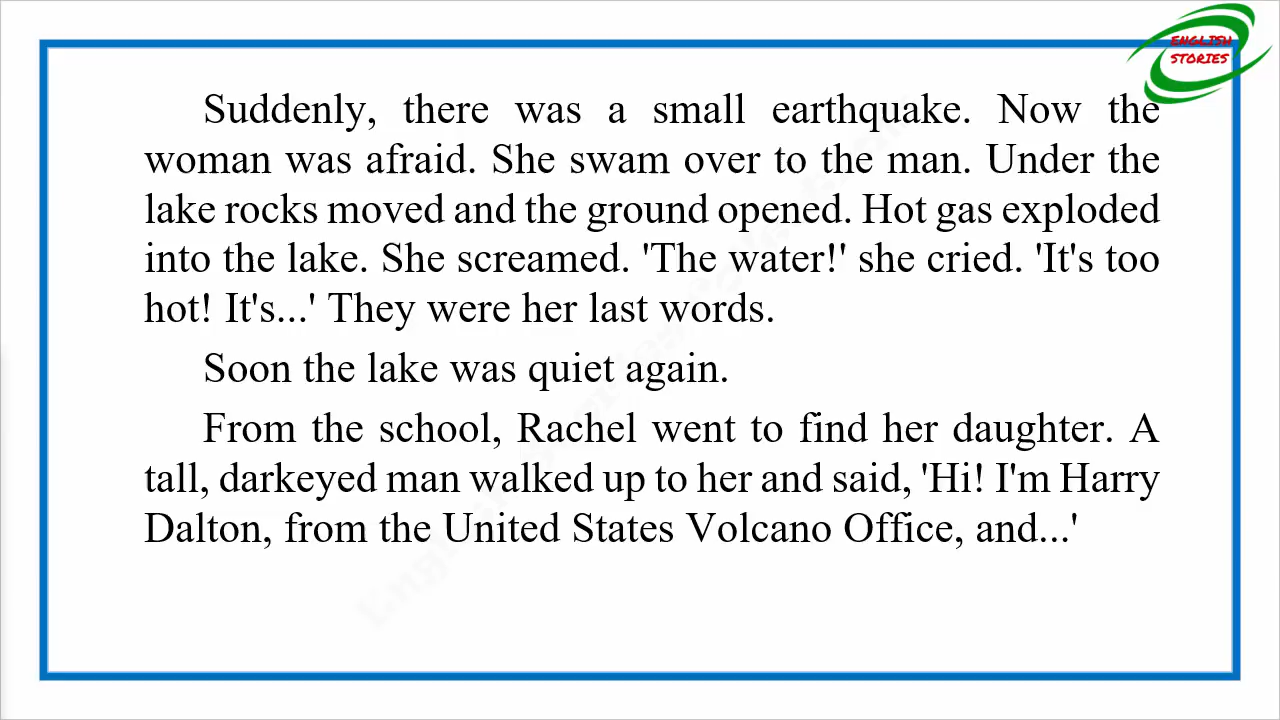 ENGLISH
STORIES
Suddenly, there was a small earthquake. Now the
woman was afraid. She swam over to the man. Under the
lake rocks moved and the ground opened. Hot gas exploded
into the lake. She screamed. 'The water!' she cried. 'It's too
hot! It's...' They were her last words.
Soon the lake was quiet again.
From the school, Rachel went to find her daughter. A
tall, darkeyed man walked up to her and said, 'Hi! I'm Harry
Dalton, from the United States Volcano Office, and...'